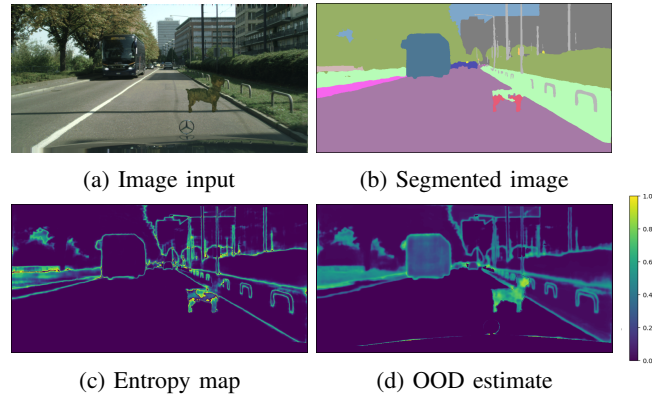 (a) Image input
(b) Segmented image
1.0
0.8
0.6
0.4
0.2
0.0
(c) Entropy map
(d) OOD estimate